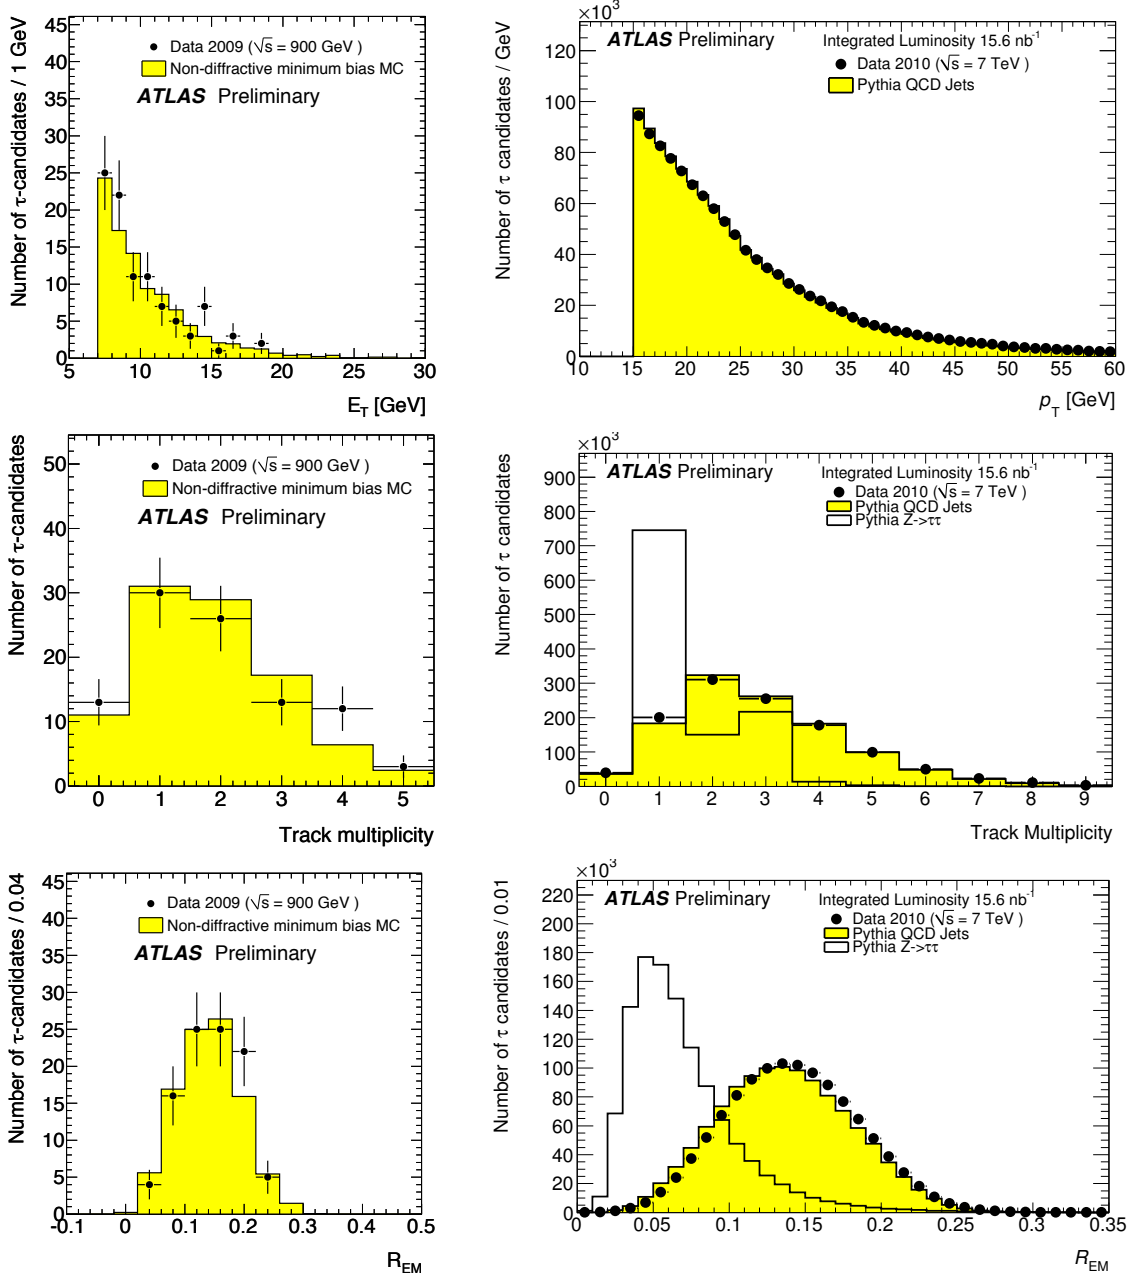 Number of τ-candidates / 1 GeV
45
40
35
30
25
20
15
10
5
0
Data 2009 (√s = 900 GeV )
Non-diffractive minimum bias MC
ATLAS Preliminary
5 10 15 20 25 30
E_T [GeV]
×10³
Number of τ candidates / GeV
120
100
80
60
40
20
0
ATLAS Preliminary
Integrated Luminosity 15.6 nb⁻¹
Data 2010 (√s = 7 TeV )
Pythia QCD Jets
10 15 20 25 30 35 40 45 50 55 60
p_T [GeV]
Number of τ-candidates
50
40
30
20
10
0
Data 2009 (√s = 900 GeV )
Non-diffractive minimum bias MC
ATLAS Preliminary
0 1 2 3 4 5
Track multiplicity
×10³
Number of τ candidates
900
800
700
600
500
400
300
200
100
0
ATLAS Preliminary
Integrated Luminosity 15.6 nb⁻¹
Data 2010 (√s = 7 TeV )
Pythia QCD Jets
Pythia Z->ττ
0 1 2 3 4 5 6 7 8 9
Track Multiplicity
Number of τ-candidates / 0.04
45
40
35
30
25
20
15
10
5
0
Data 2009 (√s = 900 GeV )
Non-diffractive minimum bias MC
ATLAS Preliminary
-0.1 0 0.1 0.2 0.3 0.4 0.5
R_EM
×10³
Number of τ candidates / 0.01
220
200
180
160
140
120
100
80
60
40
20
0
ATLAS Preliminary
Integrated Luminosity 15.6 nb⁻¹
Data 2010 (√s = 7 TeV )
Pythia QCD Jets
Pythia Z->ττ
0 0.05 0.1 0.15 0.2 0.25 0.3 0.35
R_EM